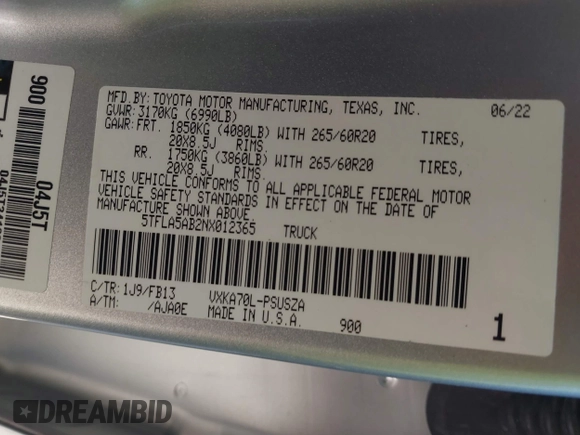 MFD.BY: TOYOTA MOTOR MANUFACTURING, TEXAS, INC. 06/22
GVWR: 3170KG (6990LB)
GAWR: FRT. 1850KG (4080LB) WITH 265/60R20 TIRES,
20X8.5J RIMS
RR. 1750KG (3860LB) WITH 265/60R20 TIRES,
20X8.5J RIMS
THIS VEHICLE CONFORMS TO ALL APPLICABLE FEDERAL MOTOR
VEHICLE SAFETY STANDARDS IN EFFECT ON THE DATE OF
MANUFACTURE SHOWN ABOVE.
5TFLA5AB2NX012365 TRUCK
C/TR: 1J9/FB13 VXKA70L-PSVSZA
A/TM: /AJA0E MADE IN U.S.A. 900
1
900
04J5T
DREAMBID